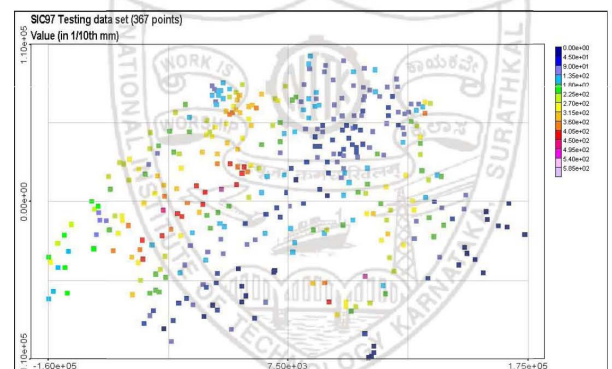 SIC97 Testing data set (367 points)
Value (in 1/10th mm)
1.10e+05
0.00e+00
.10e+05
-1.60e+05
7.50e+03
1.75e+05
0.00e+00
4.50e+01
9.00e+01
1.35e+02
1.80e+02
2.25e+02
2.70e+02
3.15e+02
3.60e+02
4.05e+02
4.50e+02
4.95e+02
5.40e+02
5.85e+02
NATIONAL INSTITUTE OF TECHNOLOGY KARNATAKA, SURATHKAL
WORK IS
WORSHIP